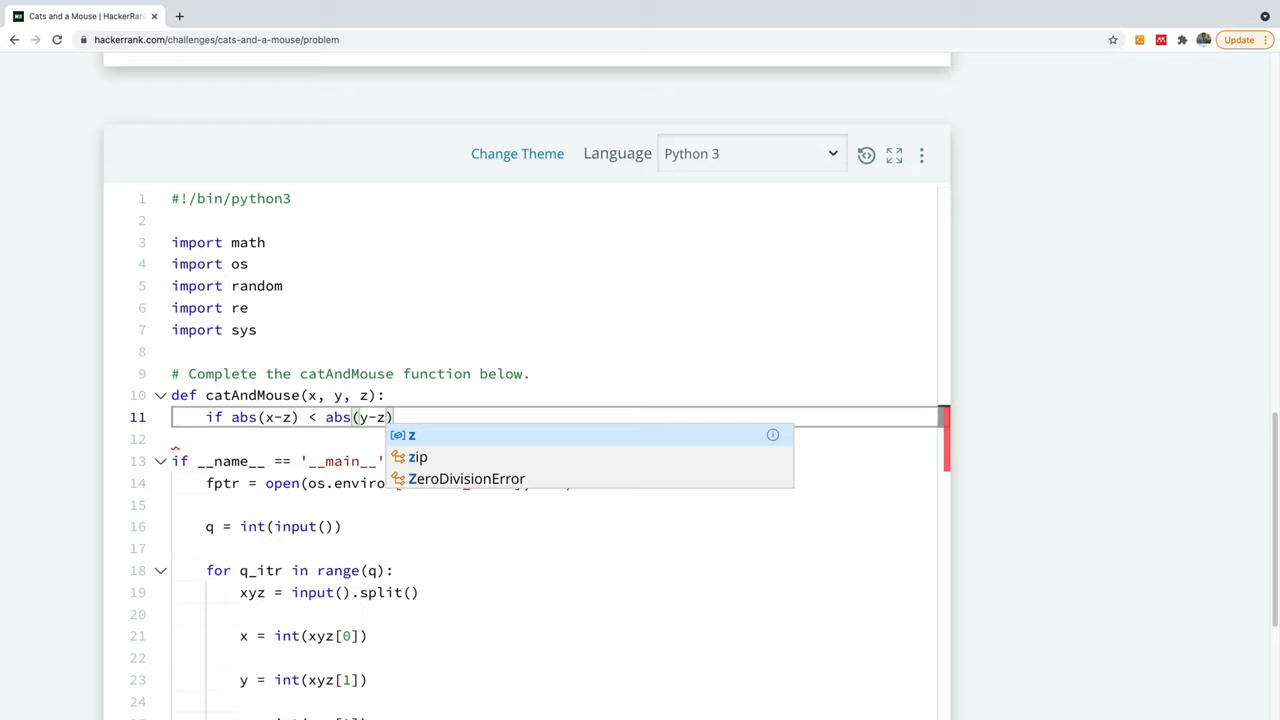 Cats and a Mouse | HackerRan
hackerrank.com/challenges/cats-and-a-mouse/problem
Update
Change Theme
Language
Python 3
1 #!/bin/python3
2
3 import math
4 import os
5 import random
6 import re
7 import sys
8
9 # Complete the catAndMouse function below.
10 def catAndMouse(x, y, z):
11 if abs(x-z) < abs(y-z)
z
12
zip
13 if __name__ == '__main__'
ZeroDivisionError
14 fptr = open(os.enviro
15
16 q = int(input())
17
18 for q_itr in range(q):
19 xyz = input().split()
20
21 x = int(xyz[0])
22
23 y = int(xyz[1])
24